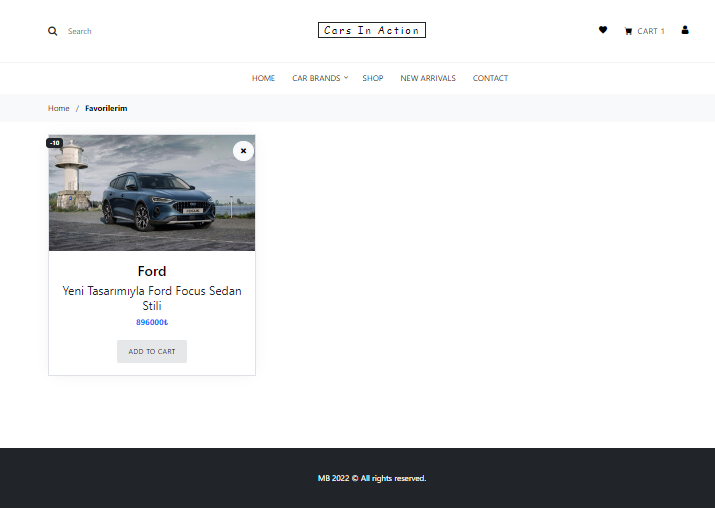 Search
Cars In Action
CART 1
HOME
CAR BRANDS
SHOP
NEW ARRIVALS
CONTACT
Home / Favorilerim
-10
Ford
Yeni Tasarımıyla Ford Focus Sedan
Stili
896000₺
ADD TO CART
MB 2022 © All rights reserved.